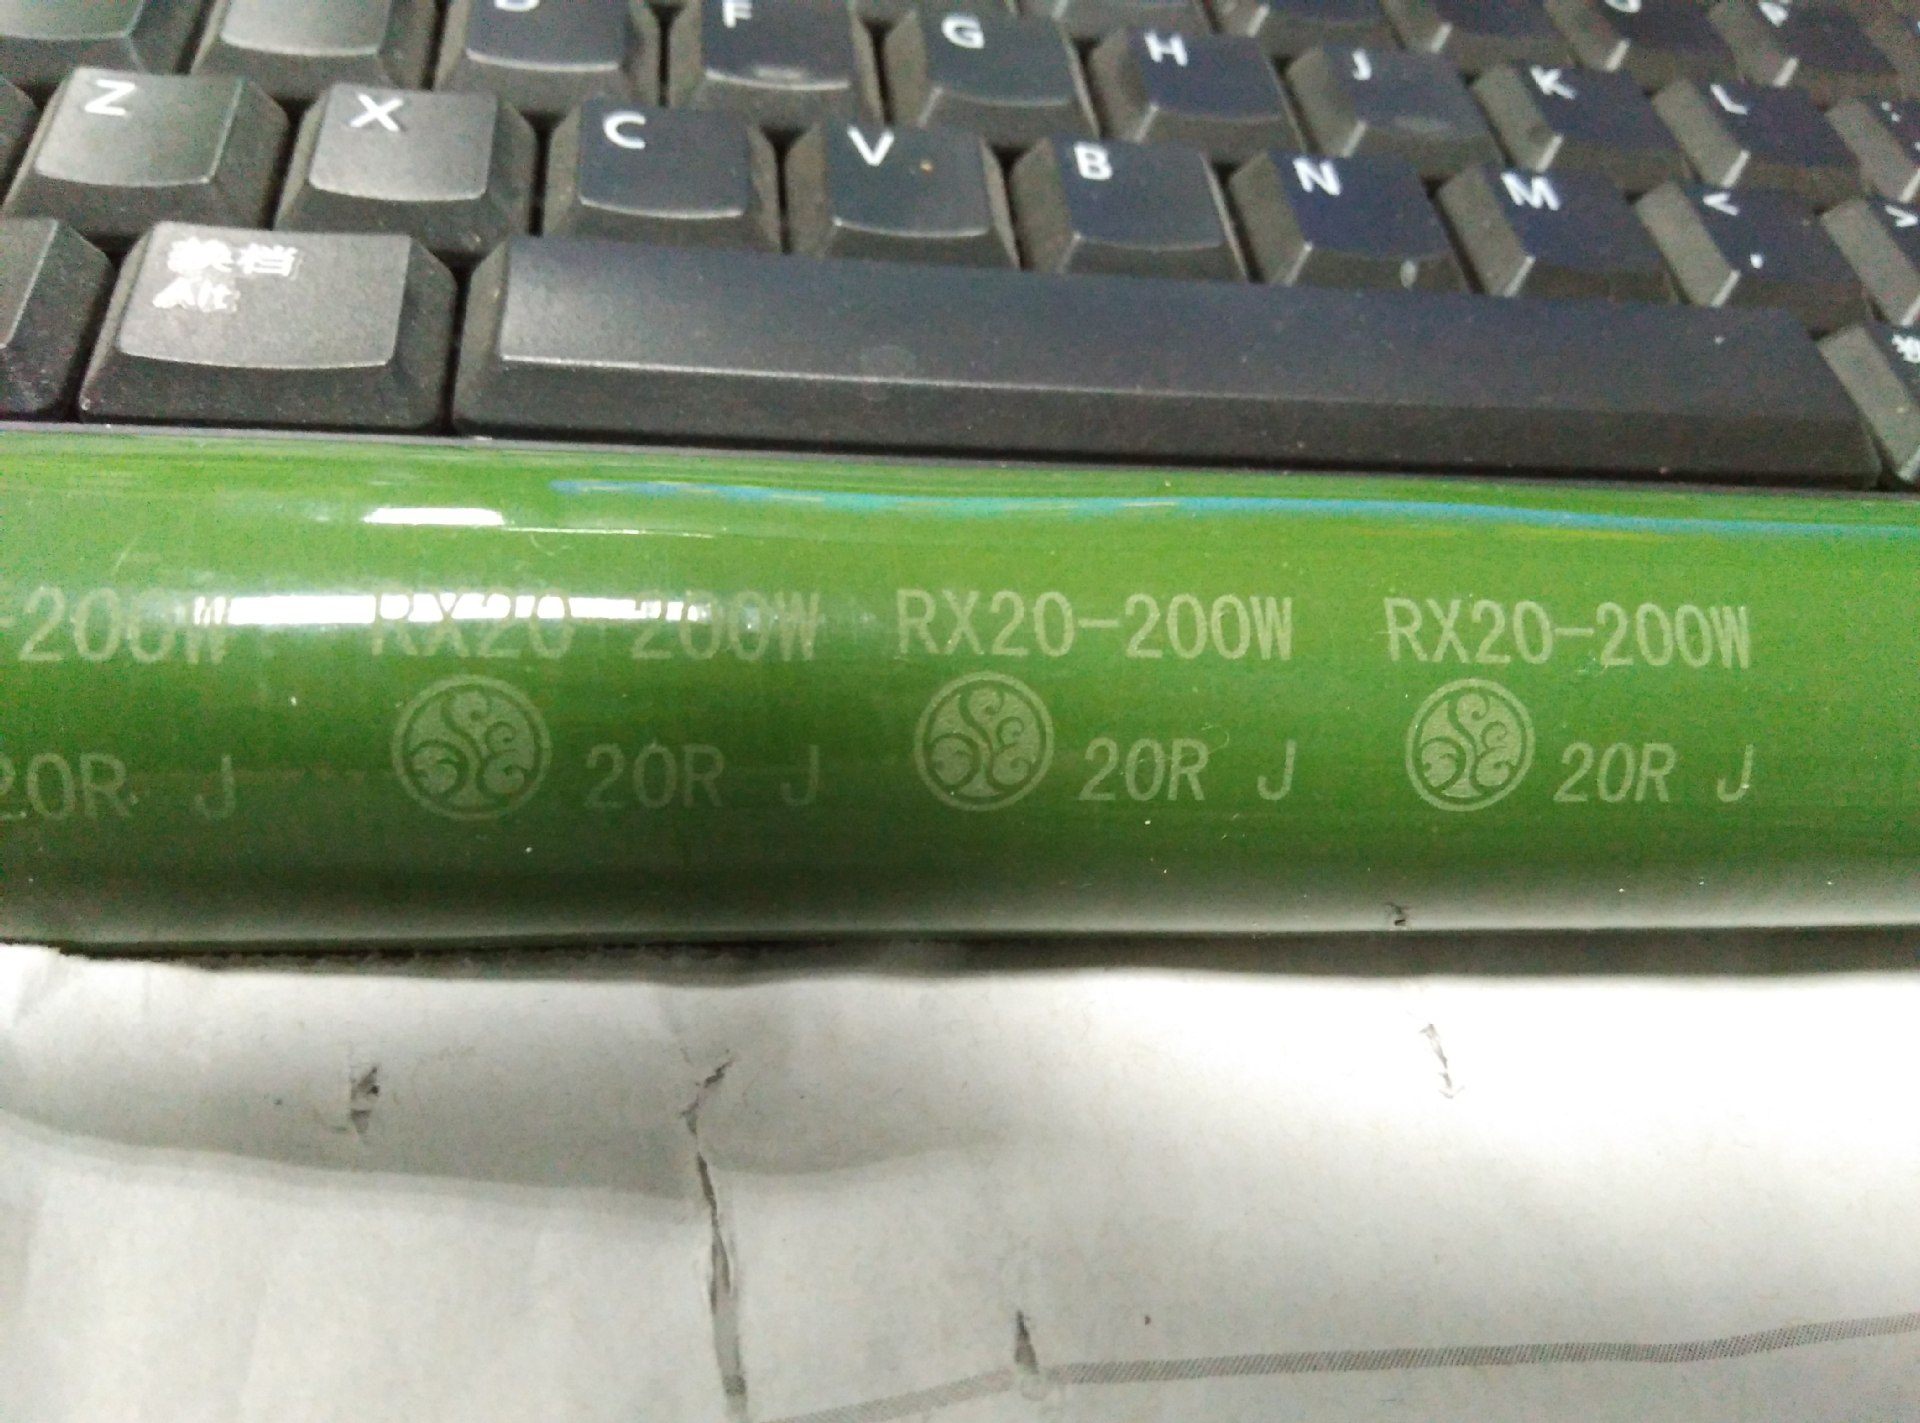 D F G H J K L
Z X C V B N M < ,
换档
Alt
-200W RX20-200W RX20-200W RX20-200W
20R J 20R J 20R J 20R J